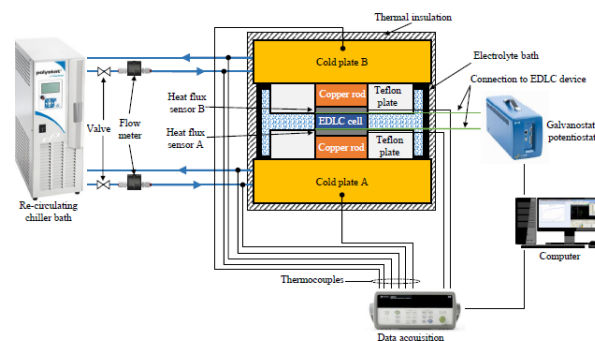 Thermal insulation
polyscience
Cold plate B
Electrolyte bath
Heat flux
sensor B
Copper rod
Teflon
plate
Connection to EDLC device
Valve
Flow
meter
EDLC cell
Heat flux
sensor A
Copper rod
Teflon
plate
Galvanostat/
potentiostat
Cold plate A
Re-circulating
chiller bath
Computer
Thermocouples
Data acquisition